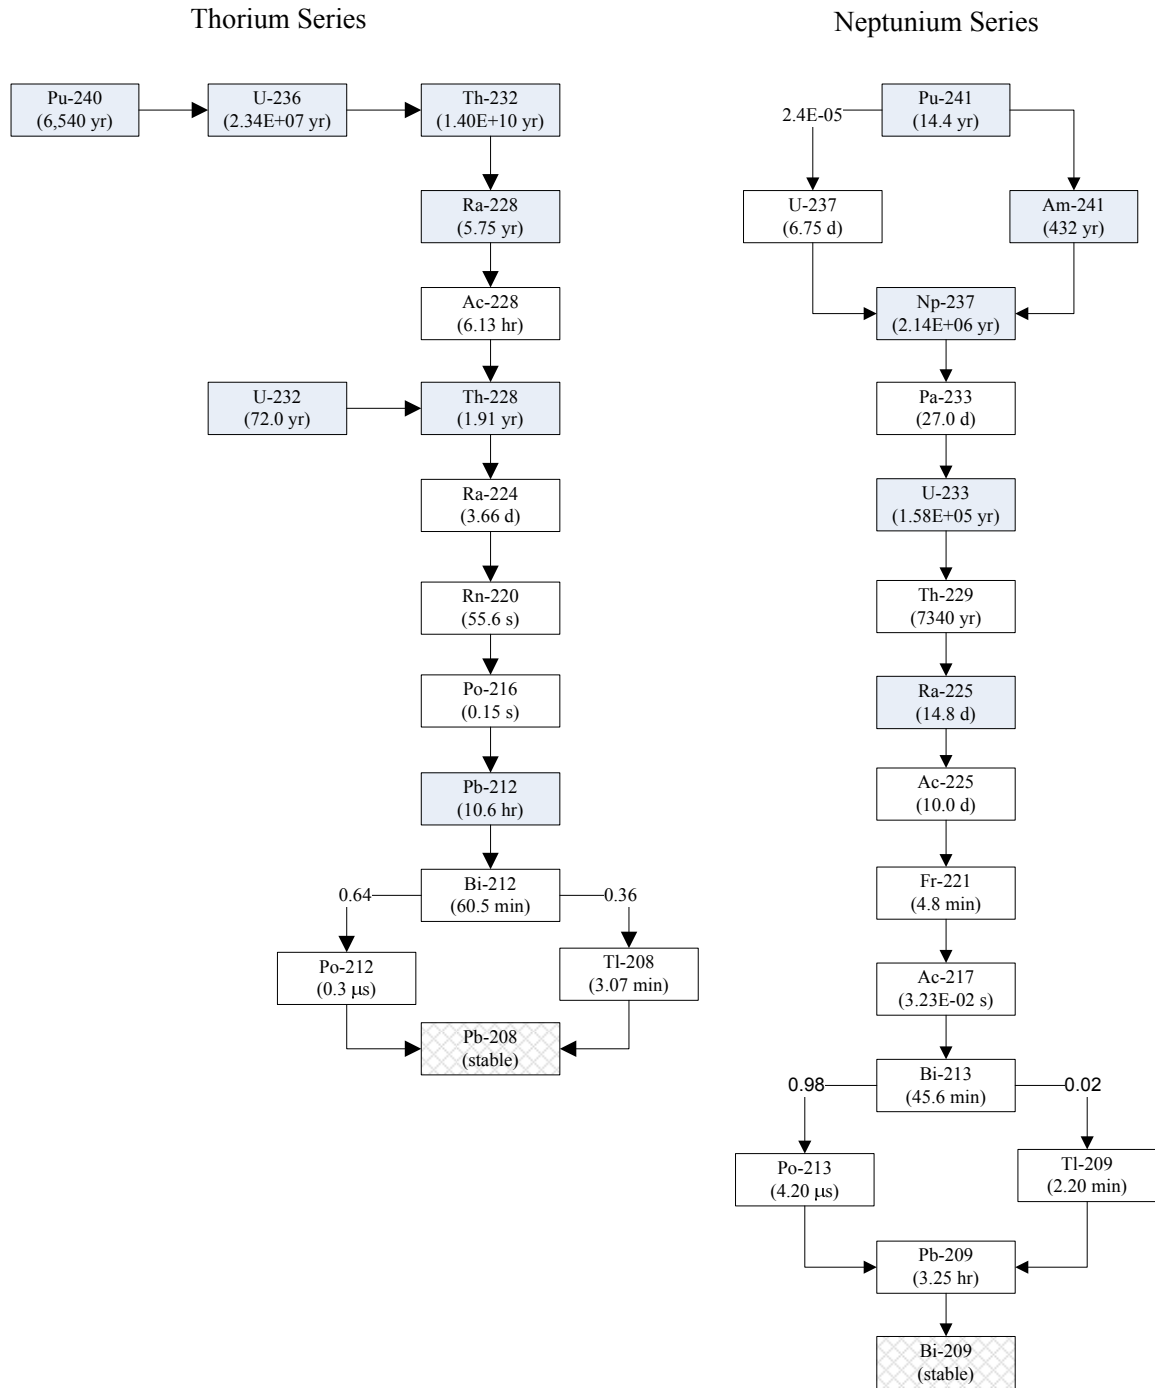 Thorium Series
Pu-240
(6,540 yr)
U-236
(2.34E+07 yr)
Th-232
(1.40E+10 yr)
Ra-228
(5.75 yr)
Ac-228
(6.13 hr)
U-232
(72.0 yr)
Th-228
(1.91 yr)
Ra-224
(3.66 d)
Rn-220
(55.6 s)
Po-216
(0.15 s)
Pb-212
(10.6 hr)
Bi-212
(60.5 min)
0.64
0.36
Po-212
(0.3 µs)
Tl-208
(3.07 min)
Pb-208
(stable)
Neptunium Series
Pu-241
(14.4 yr)
2.4E-05
U-237
(6.75 d)
Am-241
(432 yr)
Np-237
(2.14E+06 yr)
Pa-233
(27.0 d)
U-233
(1.58E+05 yr)
Th-229
(7340 yr)
Ra-225
(14.8 d)
Ac-225
(10.0 d)
Fr-221
(4.8 min)
Ac-217
(3.23E-02 s)
Bi-213
(45.6 min)
0.98
0.02
Po-213
(4.20 µs)
Tl-209
(2.20 min)
Pb-209
(3.25 hr)
Bi-209
(stable)